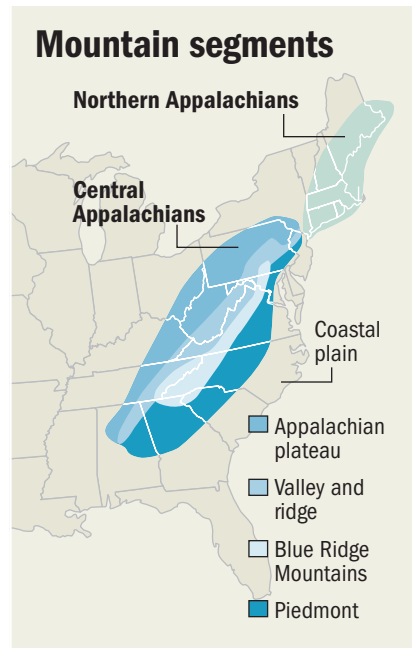 Mountain segments
Northern Appalachians
Central
Appalachians
Coastal
plain
Appalachian
plateau
Valley and
ridge
Blue Ridge
Mountains
Piedmont